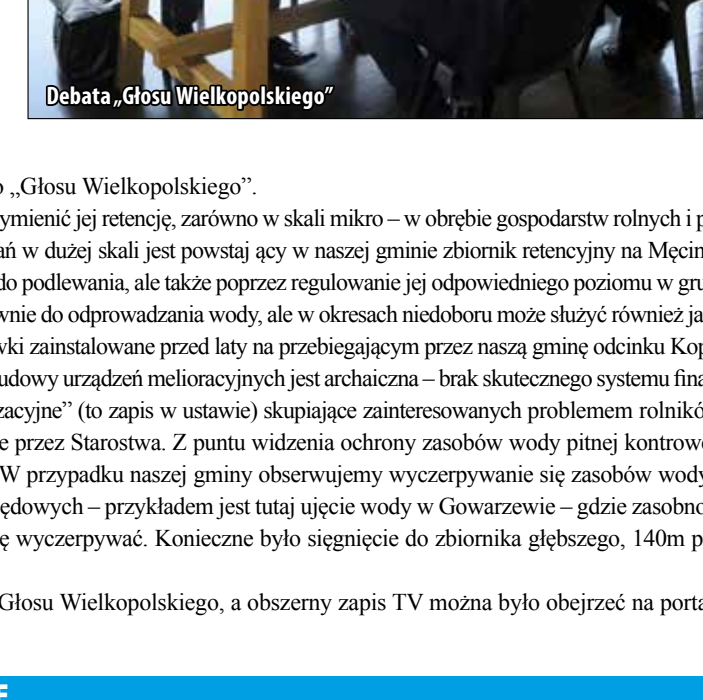 Debata „Głosu Wielkopolskiego”
„Głosu Wielkopolskiego”.
ymienić jej retencję, zarówno w skali mikro – w obrębie gospodarstw rolnych i p
ań w dużej skali jest powstaj ący w naszej gminie zbiornik retencyjny na Męcin
do podlewania, ale także poprzez regulowanie jej odpowiedniego poziomu w gru
wnie do odprowadzania wody, ale w okresach niedoboru może służyć również ja
wki zainstalowane przed laty na przebiegającym przez naszą gminę odcinku Kop
udowy urządzeń melioracyjnych jest archaiczna – brak skutecznego systemu fina
zacyjne” (to zapis w ustawie) skupiające zainteresowanych problemem rolników
e przez Starostwa. Z puntu widzenia ochrony zasobów wody pitnej kontrowe
W przypadku naszej gminy obserwujemy wyczerpywanie się zasobów wody
ędowych – przykładem jest tutaj ujęcie wody w Gowarzewie – gdzie zasobno
ę wyczerpywać. Konieczne było sięgnięcie do zbiornika głębszego, 140m p
Głosu Wielkopolskiego, a obszerny zapis TV można było obejrzeć na porta